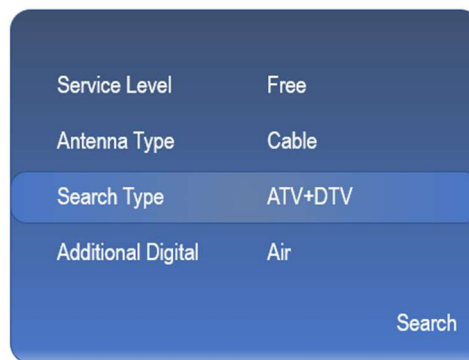 Service Level Free
Antenna Type Cable
Search Type ATV+DTV
Additional Digital Air
Search